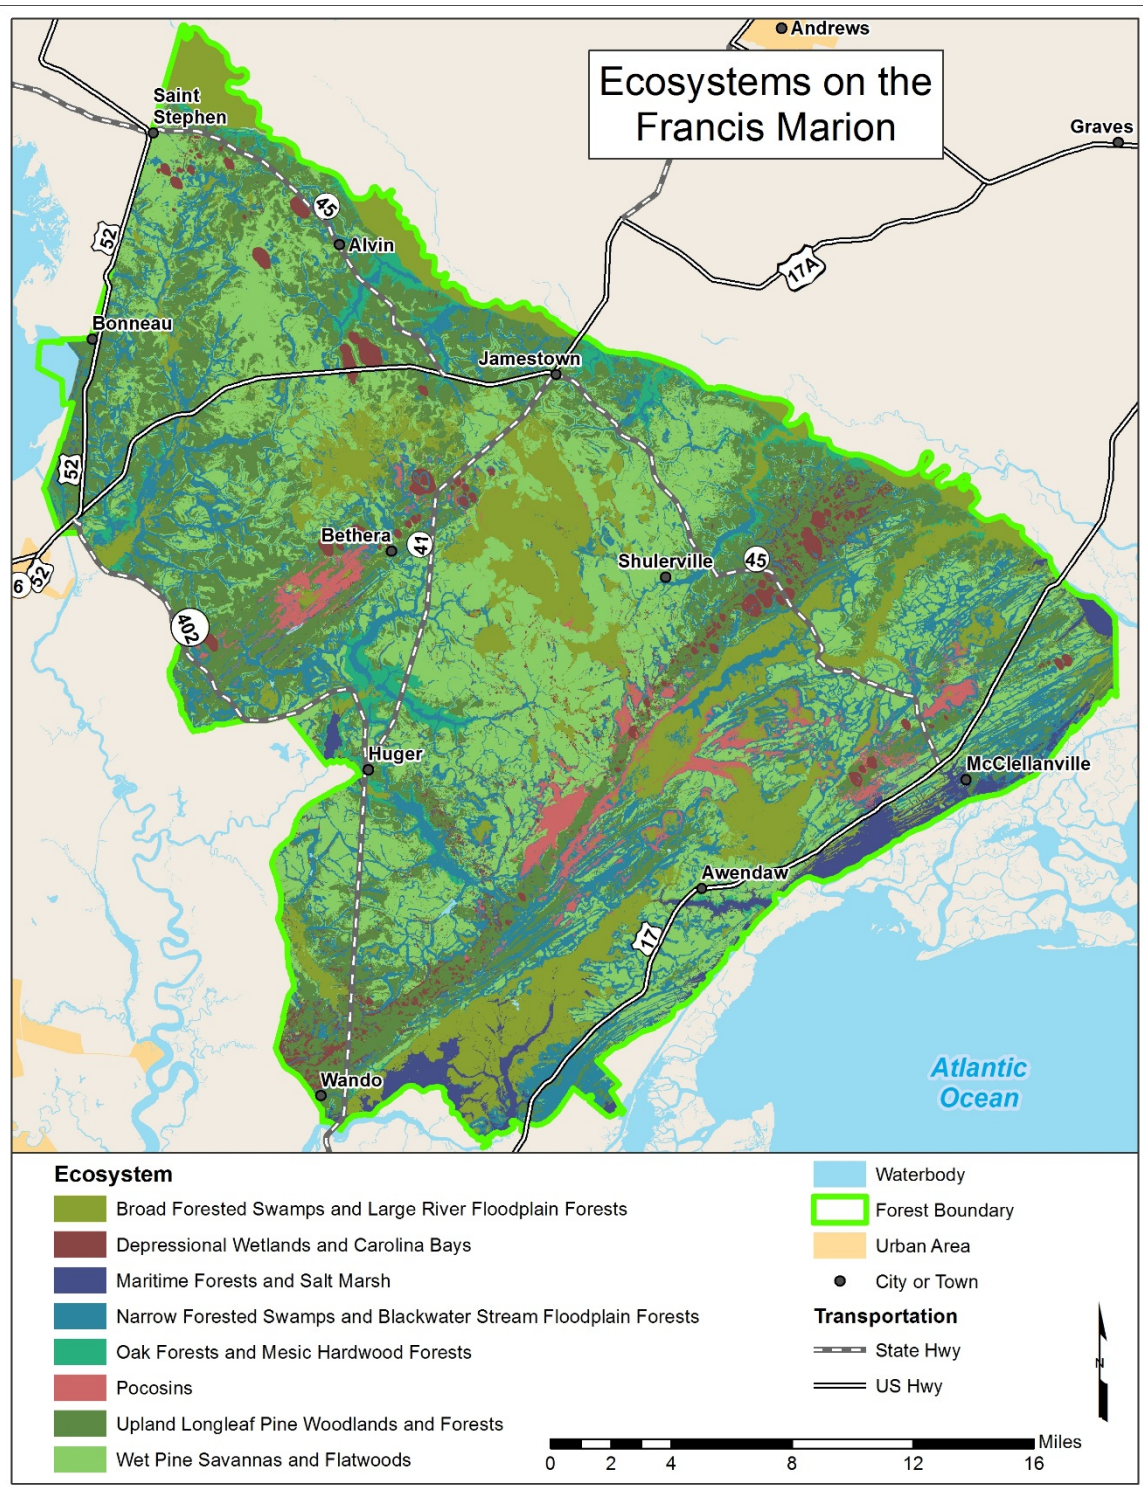 Andrews
Ecosystems on the
Francis Marion
Graves
Saint
Stephen
45
52
Alvin
17A
Bonneau
Jamestown
52
Bethera
41
Shulerville
45
6
52
402
Huger
McClellanville
Awendaw
17
Wando
Atlantic
Ocean
Ecosystem
Broad Forested Swamps and Large River Floodplain Forests
Depressional Wetlands and Carolina Bays
Maritime Forests and Salt Marsh
Narrow Forested Swamps and Blackwater Stream Floodplain Forests
Oak Forests and Mesic Hardwood Forests
Pocosins
Upland Longleaf Pine Woodlands and Forests
Wet Pine Savannas and Flatwoods
Waterbody
Forest Boundary
Urban Area
City or Town
Transportation
State Hwy
US Hwy
N
Miles
0 2 4 8 12 16